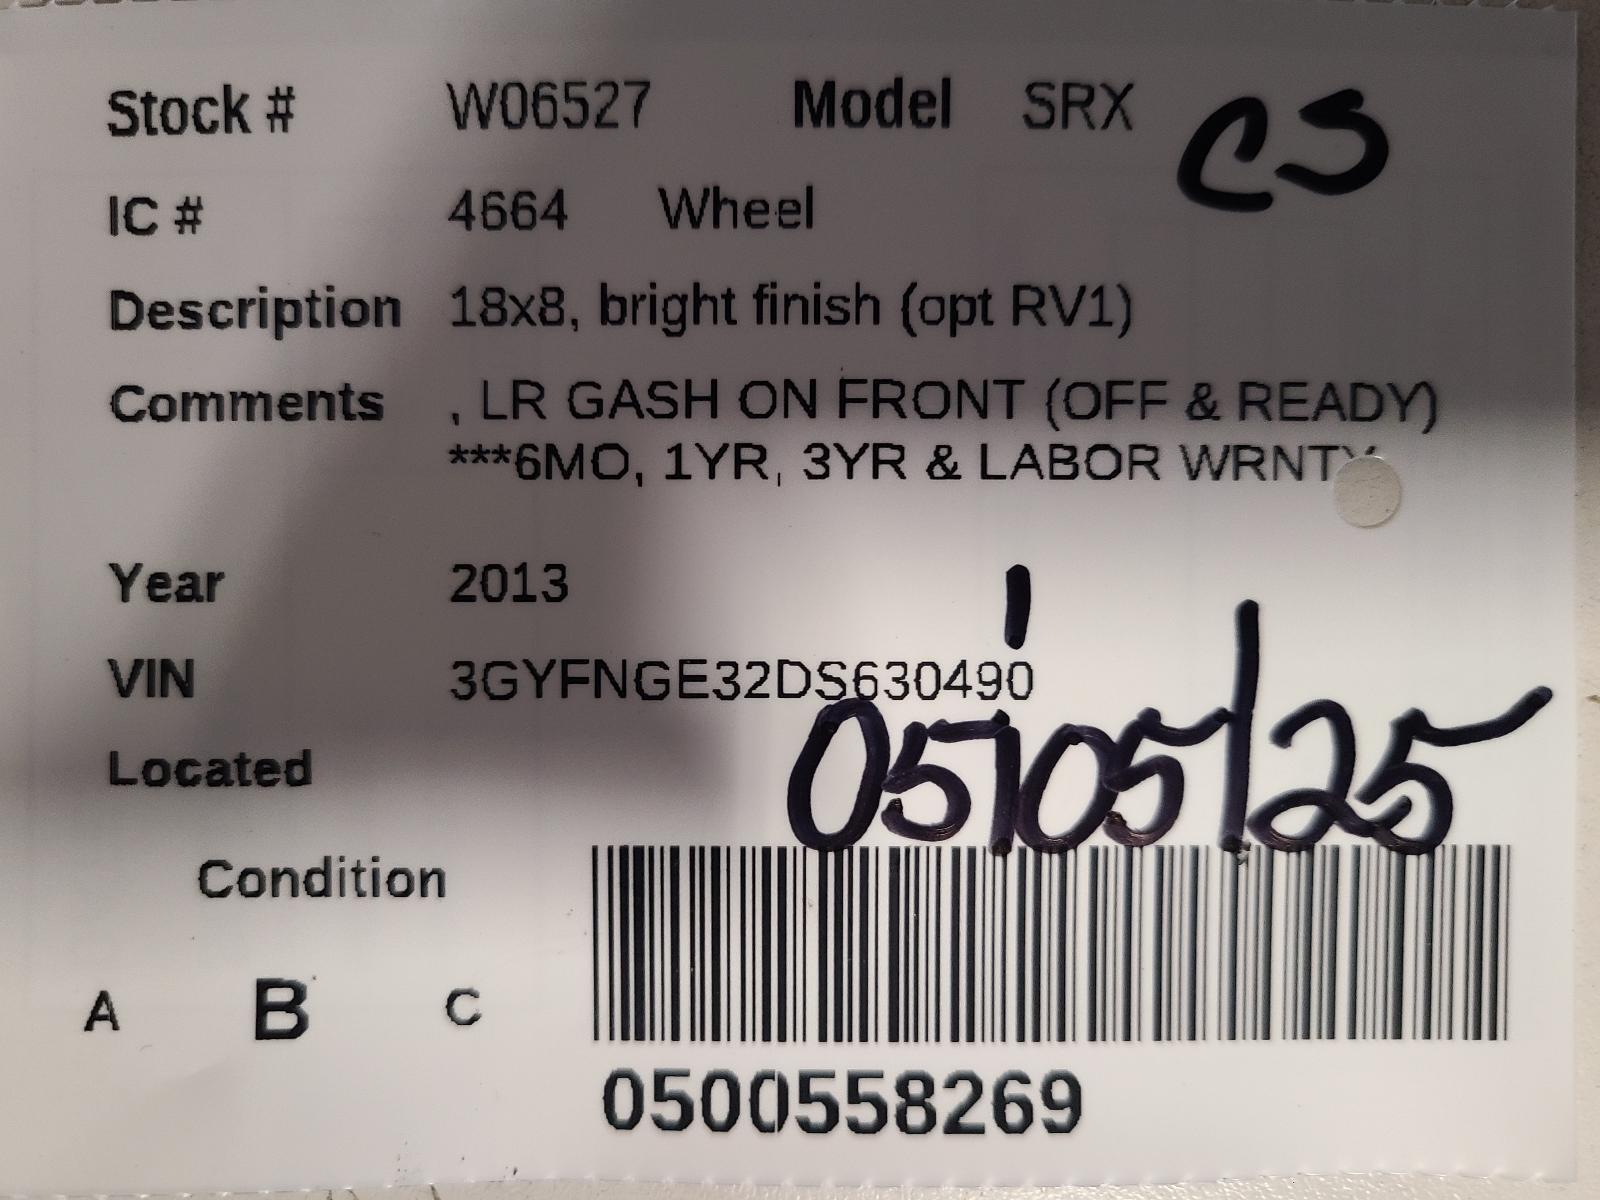 Stock # W06527 Model SRX CS
IC # 4664 Wheel
Description 18x8, bright finish (opt RV1)
Comments , LR GASH ON FRONT (OFF & READY)
***6MO, 1YR, 3YR & LABOR WRNTY
Year 2013
VIN 3GYFNGE32DS630490
05/05/25
Located
Condition
A B C
0500558269